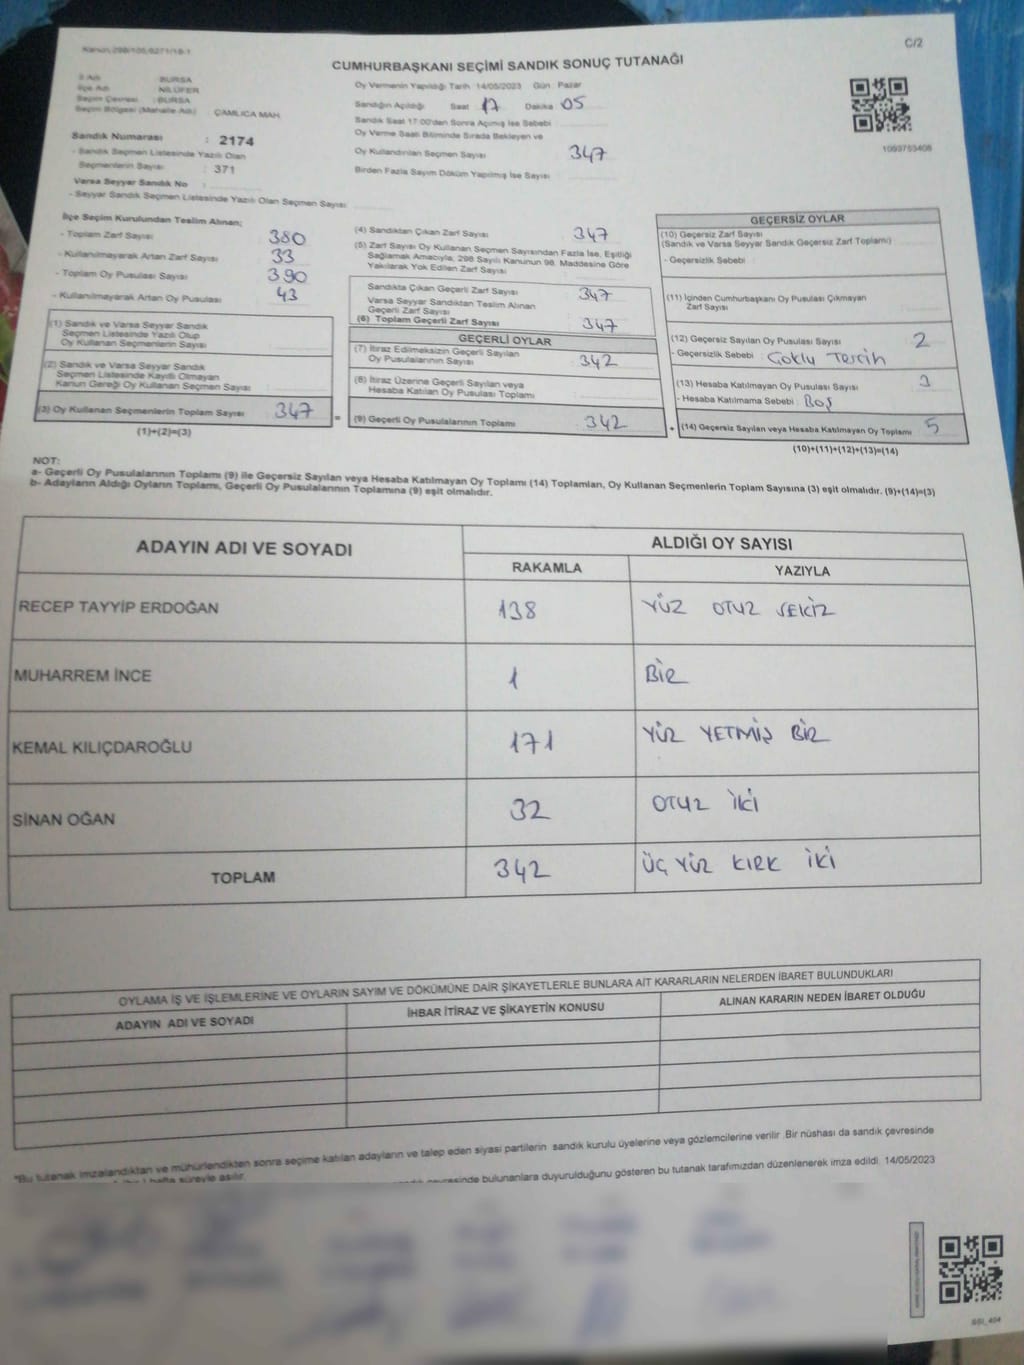 Kanun: 298/105,6271/18-1
C/2
CUMHURBAŞKANI SEÇİMİ SANDIK SONUÇ TUTANAĞI
İl Adı : BURSA
İlçe Adı : NİLÜFER
Seçim Çevresi : BURSA
Seçim Bölgesi (Mahalle Adı) : ÇAMLICA MAH.
Sandık Numarası : 2174
- Sandık Seçmen Listesinde Yazılı Olan
Seçmenlerin Sayısı : 371
Varsa Seyyar Sandık No :
- Seyyar Sandık Seçmen Listesinde Yazılı Olan Seçmen Sayısı:
Oy Vermenin Yapıldığı Tarih 14/05/2023 Gün: Pazar
Sandığın Açıldığı Saat 17 Dakika 05
Sandık Saat 17:00'den Sonra Açılmış İse Sebebi :
Oy Verme Saati Bitiminde Sırada Bekleyen ve
Oy Kullandırılan Seçmen Sayısı 347
Birden Fazla Sayım Döküm Yapılmış İse Sayısı
1093753408
İlçe Seçim Kurulundan Teslim Alınan;
- Toplam Zarf Sayısı : 380
- Kullanılmayarak Artan Zarf Sayısı : 33
- Toplam Oy Pusulası Sayısı : 390
- Kullanılmayarak Artan Oy Pusulası : 43
(1) Sandık ve Varsa Seyyar Sandık
Seçmen Listesinde Yazılı Olup
Oy Kullanan Seçmenlerin Sayısı :
(2) Sandık ve Varsa Seyyar Sandık
Seçmen Listesinde Kayıtlı Olmayan
Kanun Gereği Oy Kullanan Seçmen Sayısı :
(3) Oy Kullanan Seçmenlerin Toplam Sayısı : 347 =
(1)+(2)=(3)
(4) Sandıktan Çıkan Zarf Sayısı : 347
(5) Zarf Sayısı Oy Kullanan Seçmen Sayısından Fazla İse, Eşitliği
Sağlamak Amacıyla, 298 Sayılı Kanunun 98. Maddesine Göre
Yakılarak Yok Edilen Zarf Sayısı :
Sandıkta Çıkan Geçerli Zarf Sayısı : 347
Varsa Seyyar Sandıktan Teslim Alınan
Geçerli Zarf Sayısı :
(6) Toplam Geçerli Zarf Sayısı : 347
GEÇERLİ OYLAR
(7) İtiraz Edilmeksizin Geçerli Sayılan
Oy Pusulalarının Sayısı : 342
(8) İtiraz Üzerine Geçerli Sayılan veya
Hesaba Katılan Oy Pusulası Toplamı :
(9) Geçerli Oy Pusulalarının Toplamı : 342 +
GEÇERSİZ OYLAR
(10) Geçersiz Zarf Sayısı
(Sandık ve Varsa Seyyar Sandık Geçersiz Zarf Toplamı)
- Geçersizlik Sebebi :
(11) İçinden Cumhurbaşkanı Oy Pusulası Çıkmayan
Zarf Sayısı :
(12) Geçersiz Sayılan Oy Pusulası Sayısı : 2
- Geçersizlik Sebebi : Çoklu Tercih
(13) Hesaba Katılmayan Oy Pusulası Sayısı : 3
- Hesaba Katılmama Sebebi : Boş
(14) Geçersiz Sayılan veya Hesaba Katılmayan Oy Toplamı : 5
(10)+(11)+(12)+(13)=(14)
NOT:
a- Geçerli Oy Pusulalarının Toplamı (9) ile Geçersiz Sayılan veya Hesaba Katılmayan Oy Toplamı (14) Toplamları, Oy Kullanan Seçmenlerin Toplam Sayısına (3) eşit olmalıdır. (9)+(14)=(3)
b- Adayların Aldığı Oyların Toplamı, Geçerli Oy Pusulalarının Toplamına (9) eşit olmalıdır.
ADAYIN ADI VE SOYADI ALDIĞI OY SAYISI
RAKAMLA YAZIYLA
RECEP TAYYİP ERDOĞAN 138 YÜZ OTUZ SEKİZ
MUHARREM İNCE 1 BİR
KEMAL KILIÇDAROĞLU 171 YÜZ YETMİŞ BİR
SİNAN OĞAN 32 OTUZ İKİ
TOPLAM 342 ÜÇ YÜZ KIRK İKİ
OYLAMA İŞ VE İŞLEMLERİNE VE OYLARIN SAYIM VE DÖKÜMÜNE DAİR ŞİKAYETLERLE BUNLARA AİT KARARLARIN NELERDEN İBARET BULUNDUKLARI
ADAYIN ADI VE SOYADI İHBAR İTİRAZ VE ŞİKAYETİN KONUSU ALINAN KARARIN NEDEN İBARET OLDUĞU
*Bu tutanak imzalandıktan ve mühürlendikten sonra seçime katılan adayların ve talep eden siyasi partilerin sandık kurulu üyelerine veya gözlemcilerine verilir. Bir nüshası da sandık çevresinde
hafta süreyle asılır.
çevresinde bulunanlara duyurulduğunu gösteren bu tutanak tarafımızdan düzenlenerek imza edildi. 14/05/2023